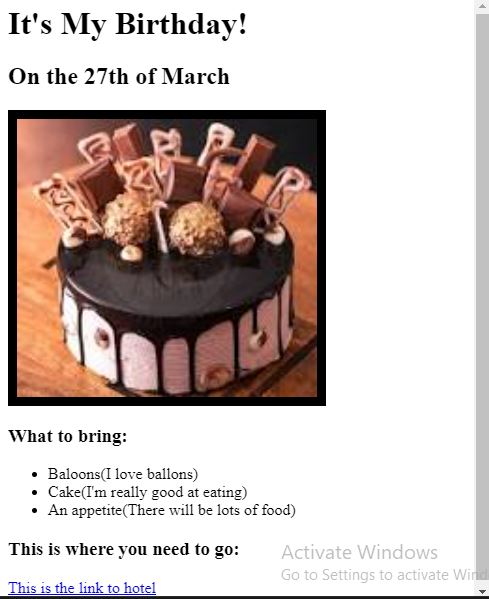 It's My Birthday!
On the 27th of March
What to bring:
Baloons(I love ballons)
Cake(I'm really good at eating)
An appetite(There will be lots of food)
This is where you need to go:
This is the link to hotel
Activate Windows
Go to Settings to activate Wind